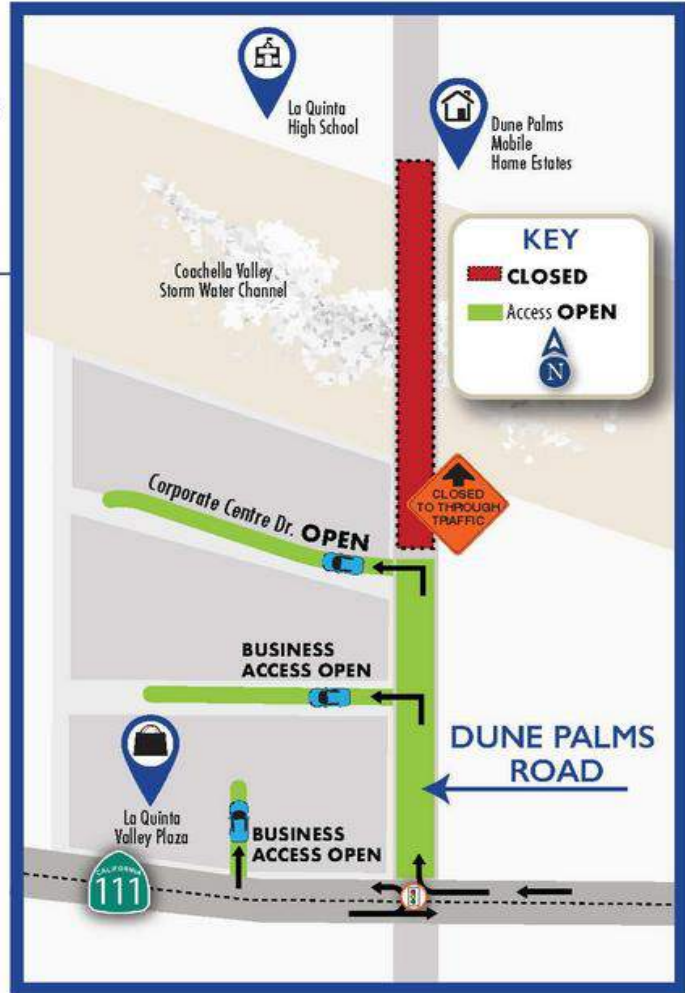 La Quinta
High School
Dune Palms
Mobile
Home Estates
KEY
CLOSED
Access OPEN
N
Coachella Valley
Storm Water Channel
CLOSED
TO THROUGH
TRAFFIC
Corporate Centre Dr. OPEN
BUSINESS
ACCESS OPEN
DUNE PALMS
ROAD
La Quinta
Valley Plaza
BUSINESS
ACCESS OPEN
CALIFORNIA
111